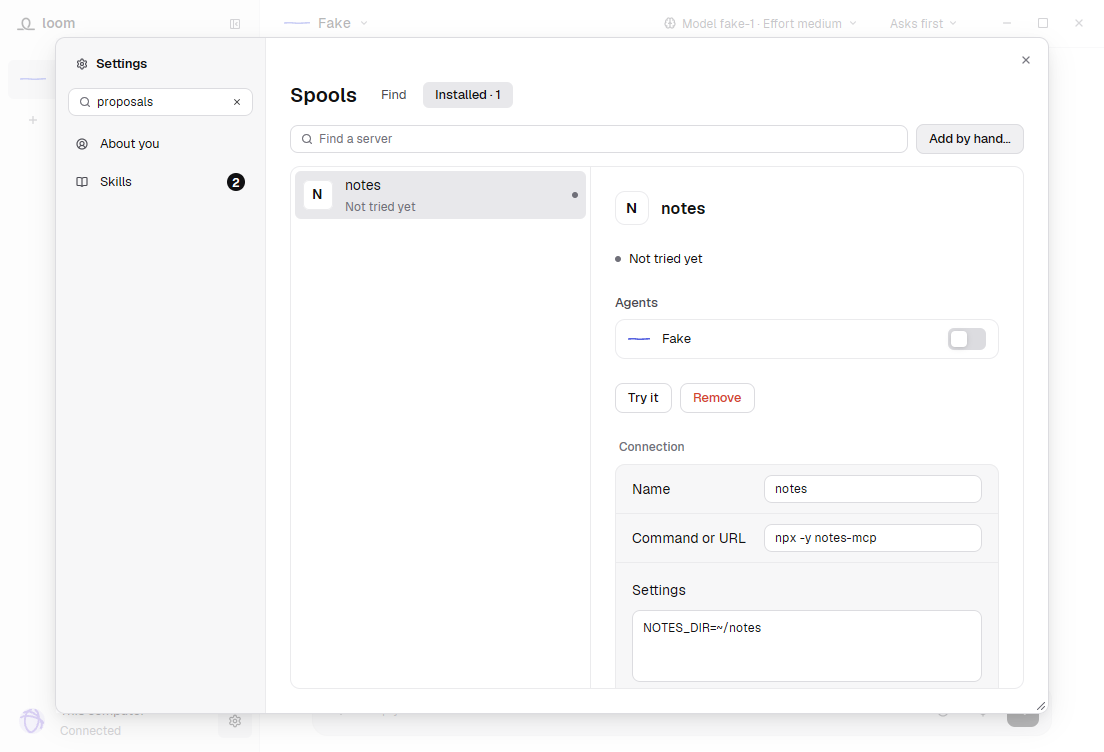 loom
Fake
Model fake-1 · Effort medium
Asks first
Settings
proposals
About you
Skills
2
Spools
Find
Installed · 1
Find a server
Add by hand...
N
notes
Not tried yet
N
notes
Not tried yet
Agents
Fake
Try it
Remove
Connection
Name
notes
Command or URL
npx -y notes-mcp
Settings
NOTES_DIR=~/notes
Connected